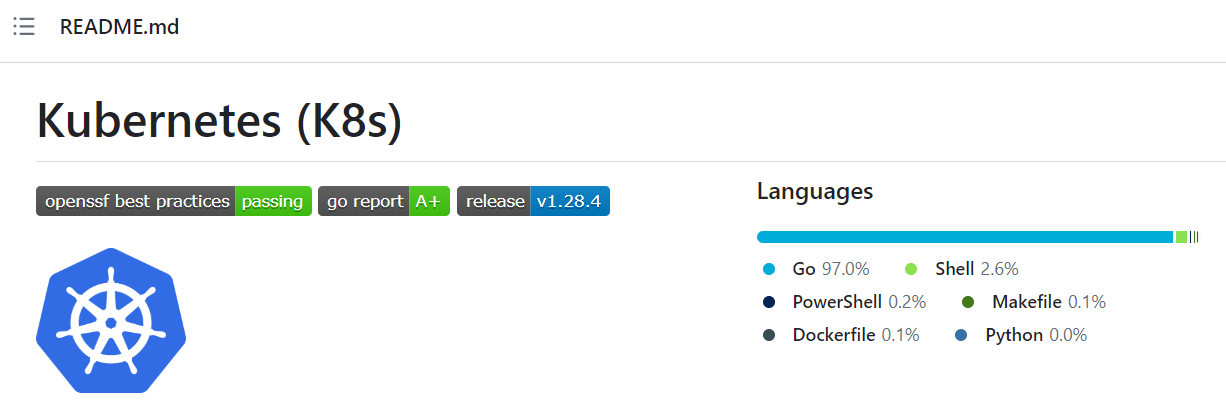 README.md
Kubernetes (K8s)
openssf best practices passing go report A+ release v1.28.4
Languages
Go 97.0% Shell 2.6%
PowerShell 0.2% Makefile 0.1%
Dockerfile 0.1% Python 0.0%